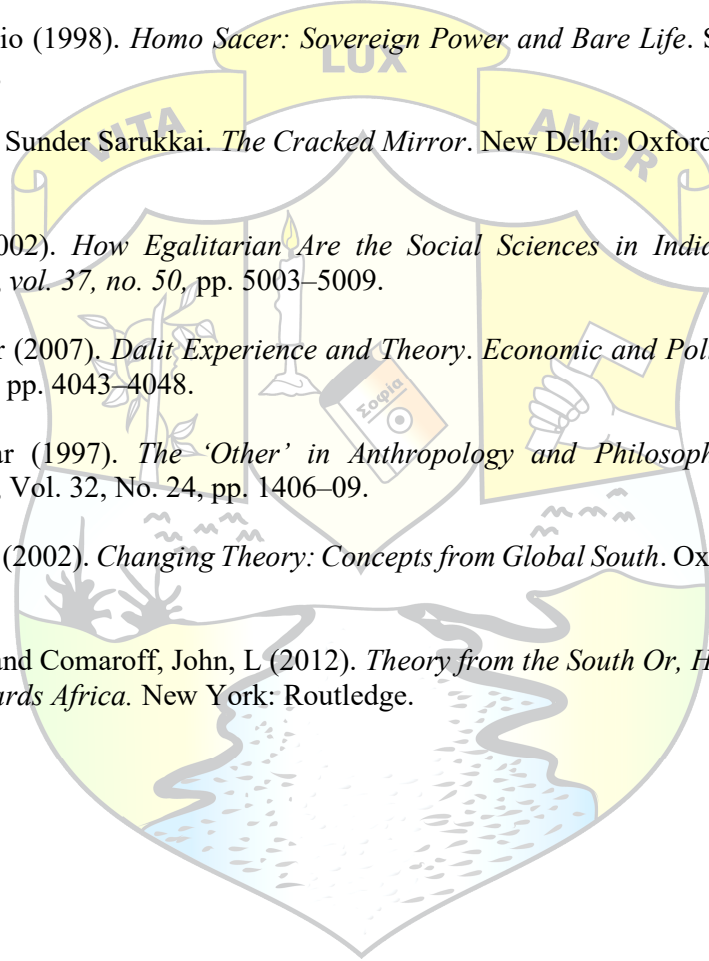 io (1998). Homo Sacer: Sovereign Power and Bare Life. S
LUX
VITA
AMOR
Sunder Sarukkai. The Cracked Mirror. New Delhi: Oxford
002). How Egalitarian Are the Social Sciences in India
, vol. 37, no. 50, pp. 5003–5009.
r (2007). Dalit Experience and Theory. Economic and Pol
pp. 4043–4048.
Σοφία
ar (1997). The ‘Other’ in Anthropology and Philosoph
, Vol. 32, No. 24, pp. 1406–09.
(2002). Changing Theory: Concepts from Global South. Ox
and Comaroff, John, L (2012). Theory from the South Or, H
ards Africa. New York: Routledge.